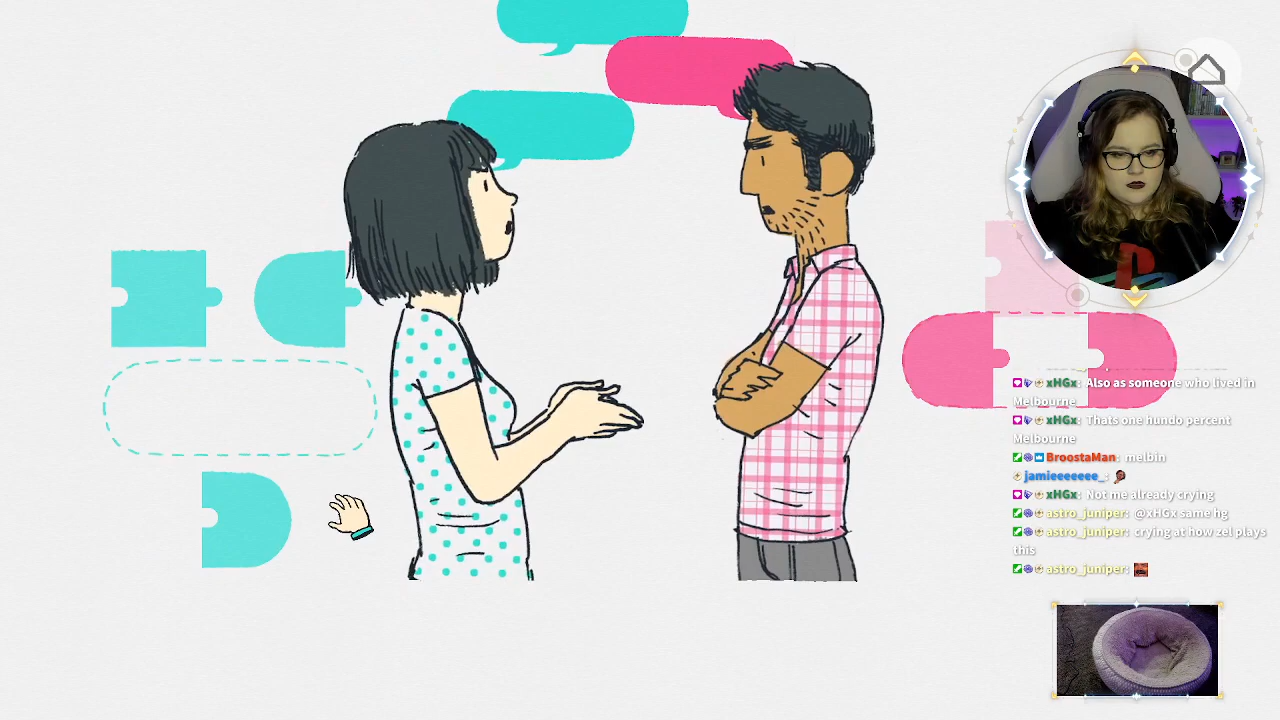 xHGx: Also as someone who lived in
Melbourne
xHGx: Thats one hundo percent
Melbourne
BroostaMan: melbin
jamieeeeeee_:
xHGx: Not me already crying
astro_juniper: @xHGx same hg
astro_juniper: crying at how zel plays
this
astro_juniper: